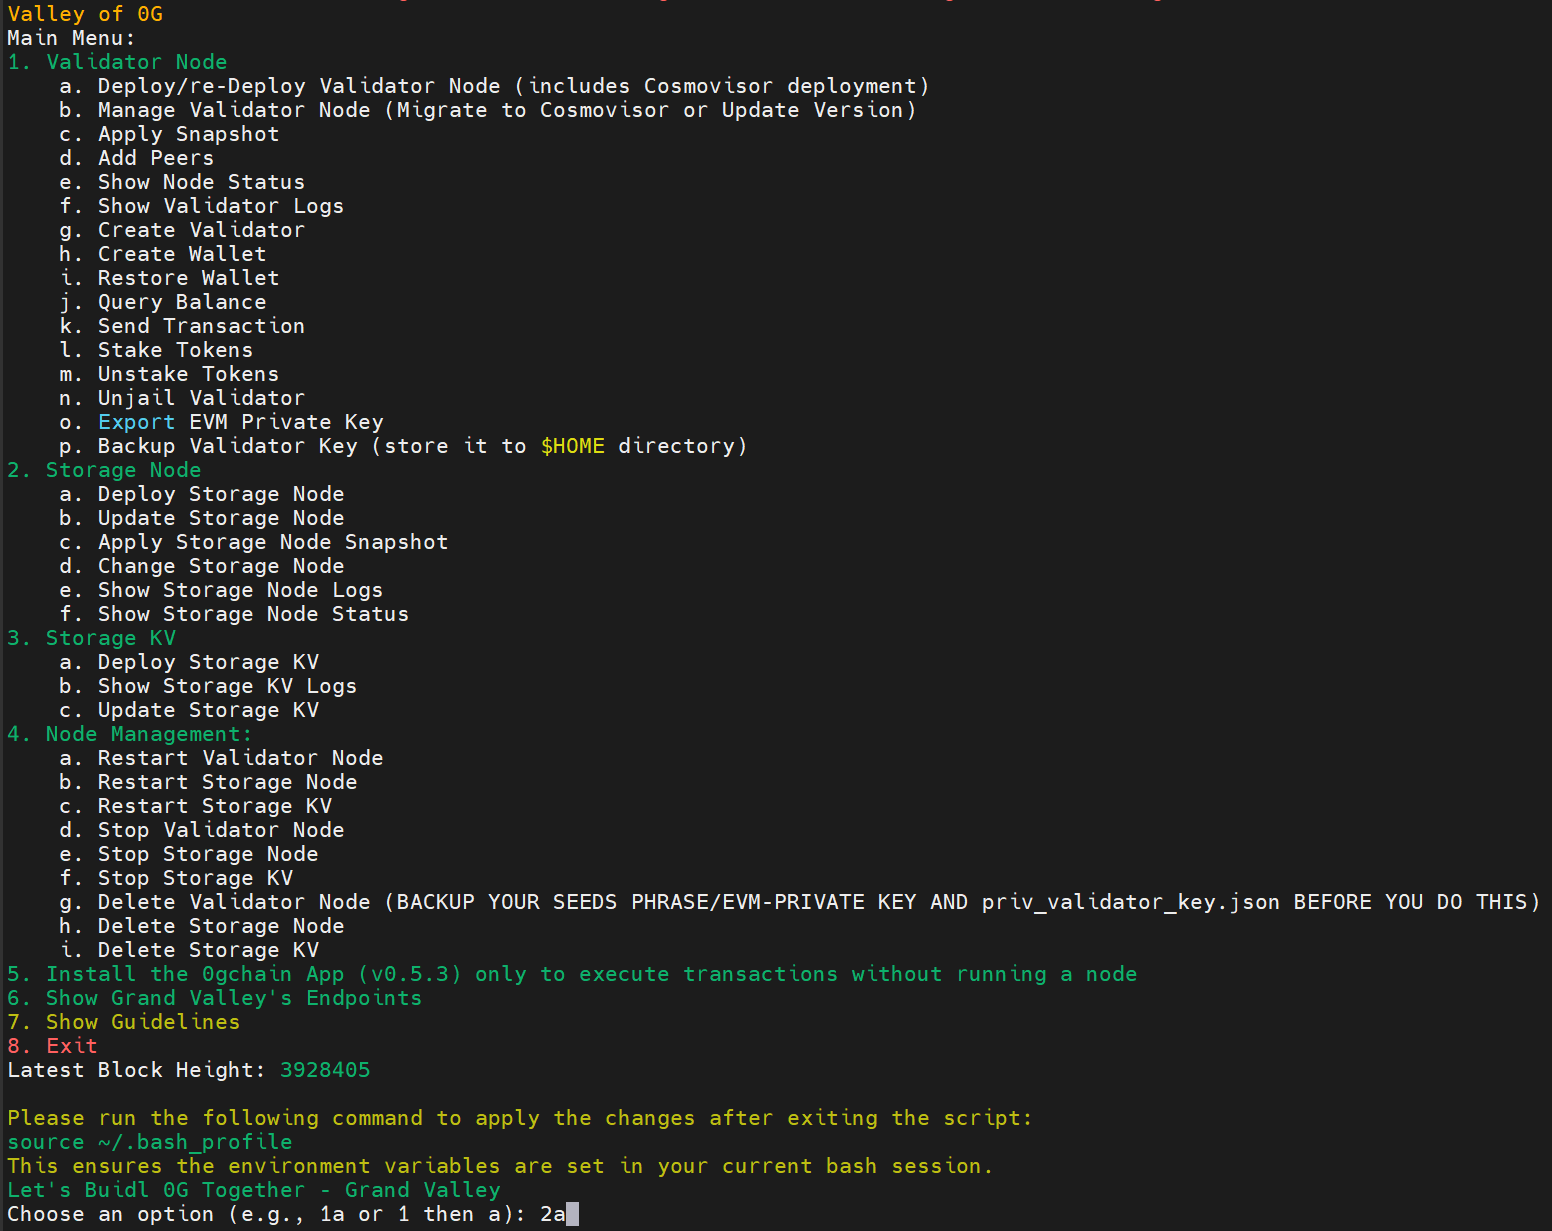 Valley of 0G
Main Menu:
1. Validator Node
a. Deploy/re-Deploy Validator Node (includes Cosmovisor deployment)
b. Manage Validator Node (Migrate to Cosmovisor or Update Version)
c. Apply Snapshot
d. Add Peers
e. Show Node Status
f. Show Validator Logs
g. Create Validator
h. Create Wallet
i. Restore Wallet
j. Query Balance
k. Send Transaction
l. Stake Tokens
m. Unstake Tokens
n. Unjail Validator
o. Export EVM Private Key
p. Backup Validator Key (store it to $HOME directory)
2. Storage Node
a. Deploy Storage Node
b. Update Storage Node
c. Apply Storage Node Snapshot
d. Change Storage Node
e. Show Storage Node Logs
f. Show Storage Node Status
3. Storage KV
a. Deploy Storage KV
b. Show Storage KV Logs
c. Update Storage KV
4. Node Management:
a. Restart Validator Node
b. Restart Storage Node
c. Restart Storage KV
d. Stop Validator Node
e. Stop Storage Node
f. Stop Storage KV
g. Delete Validator Node (BACKUP YOUR SEEDS PHRASE/EVM-PRIVATE KEY AND priv_validator_key.json BEFORE YOU DO THIS)
h. Delete Storage Node
i. Delete Storage KV
5. Install the 0gchain App (v0.5.3) only to execute transactions without running a node
6. Show Grand Valley's Endpoints
7. Show Guidelines
8. Exit
Latest Block Height: 3928405
Please run the following command to apply the changes after exiting the script:
source ~/.bash_profile
This ensures the environment variables are set in your current bash session.
Let's Buidl 0G Together - Grand Valley
Choose an option (e.g., 1a or 1 then a): 2a